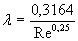 λ = 0,3164 / Re^0,25